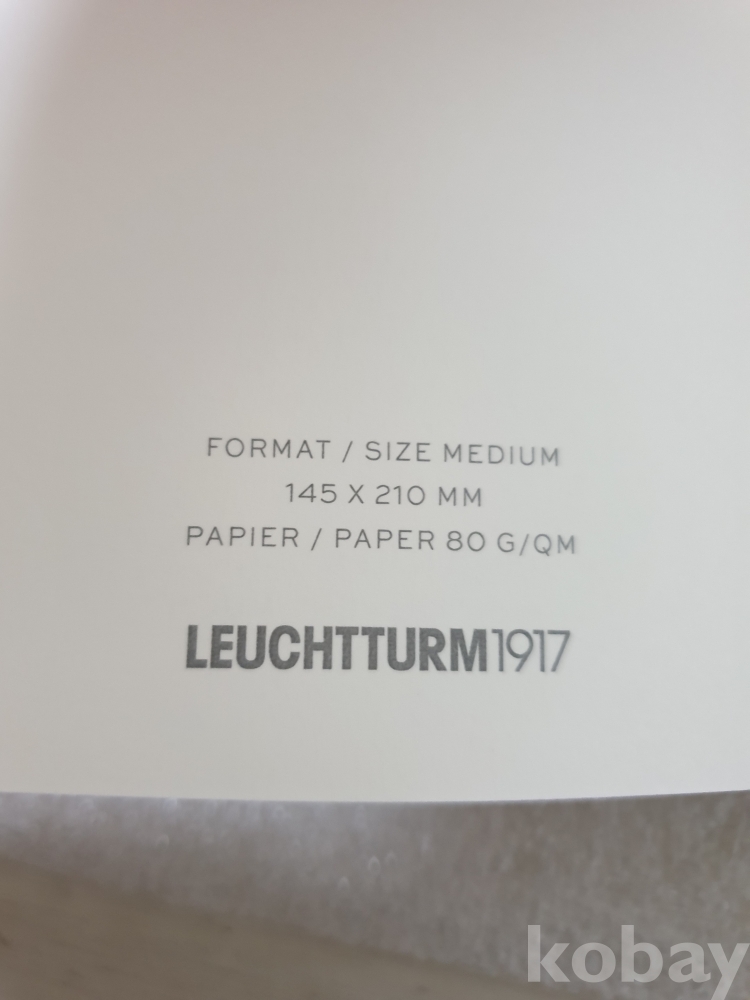 FORMAT / SIZE MEDIUM
145 X 210 MM
PAPIER / PAPER 80 G/QM
LEUCHTTURM1917
kobay